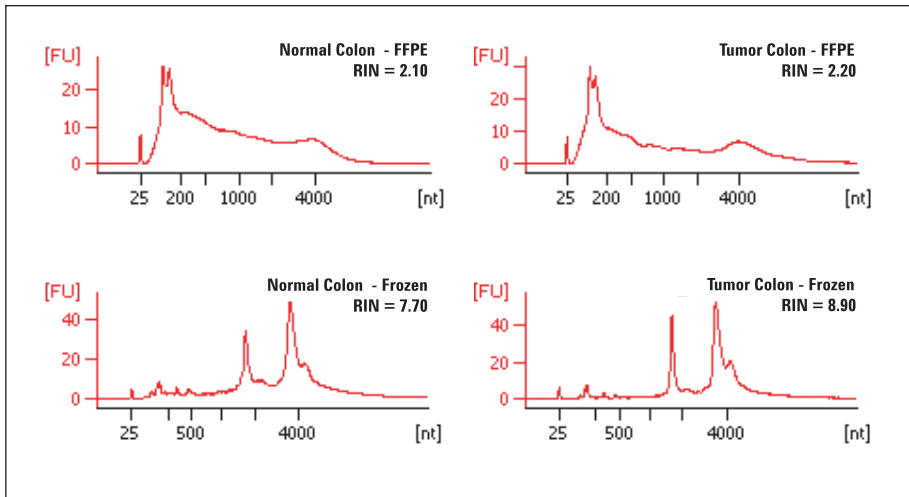 Normal Colon - FFPE
RIN = 2.10
[FU]
20
10
0
25 200 1000 4000 [nt]
Tumor Colon - FFPE
RIN = 2.20
[FU]
20
10
0
25 200 1000 4000 [nt]
Normal Colon - Frozen
RIN = 7.70
[FU]
40
20
0
25 500 4000 [nt]
Tumor Colon - Frozen
RIN = 8.90
[FU]
40
20
0
25 500 4000 [nt]